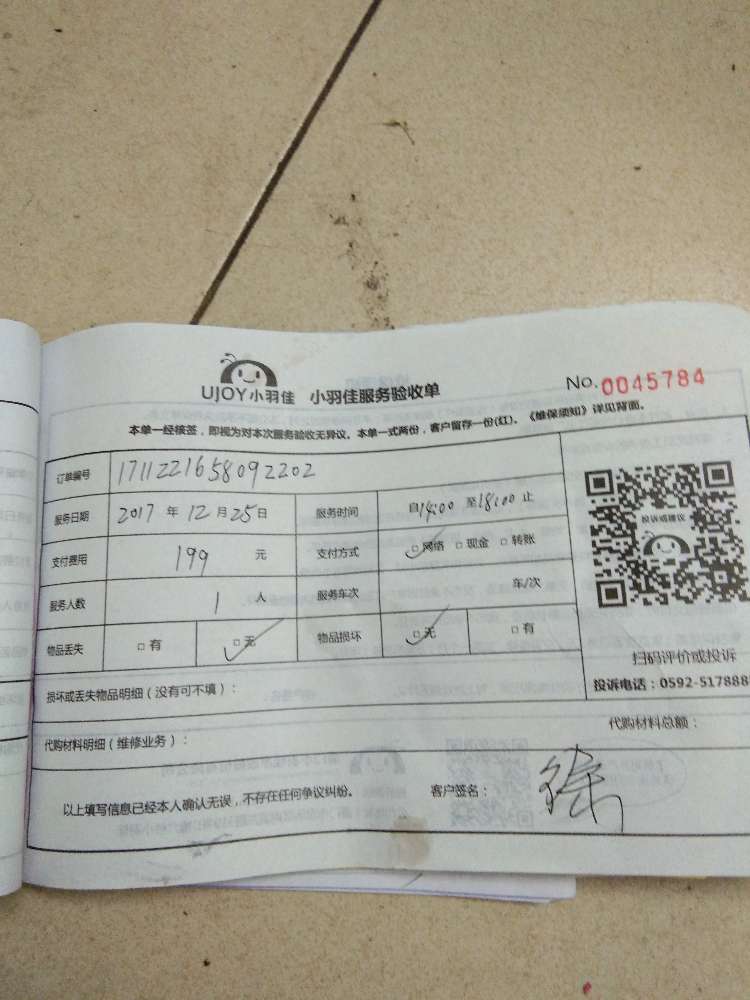 UJOY小羽佳 小羽佳服务验收单 No.0045784
本单一经核签，即视为对本次服务验收无异议。本单一式两份，客户留存一份(红)。《维保须知》详见背面。
订单编号 1711221658092202
服务日期 2017 年 12 月 25 日 服务时间 自14:00 至18:00 止
支付费用 199 元 支付方式 □网络 □现金 □转账
服务人数 1 人 服务车次 车/次
物品丢失 □有 □无 物品损坏 □无 □有
投诉或建议
扫码评价或投诉
投诉电话：0592-517888
损坏或丢失物品明细（没有可不填）：
代购材料明细（维修业务）： 代购材料总额：
以上填写信息已经本人确认无误，不存在任何争议纠纷。 客户签名：